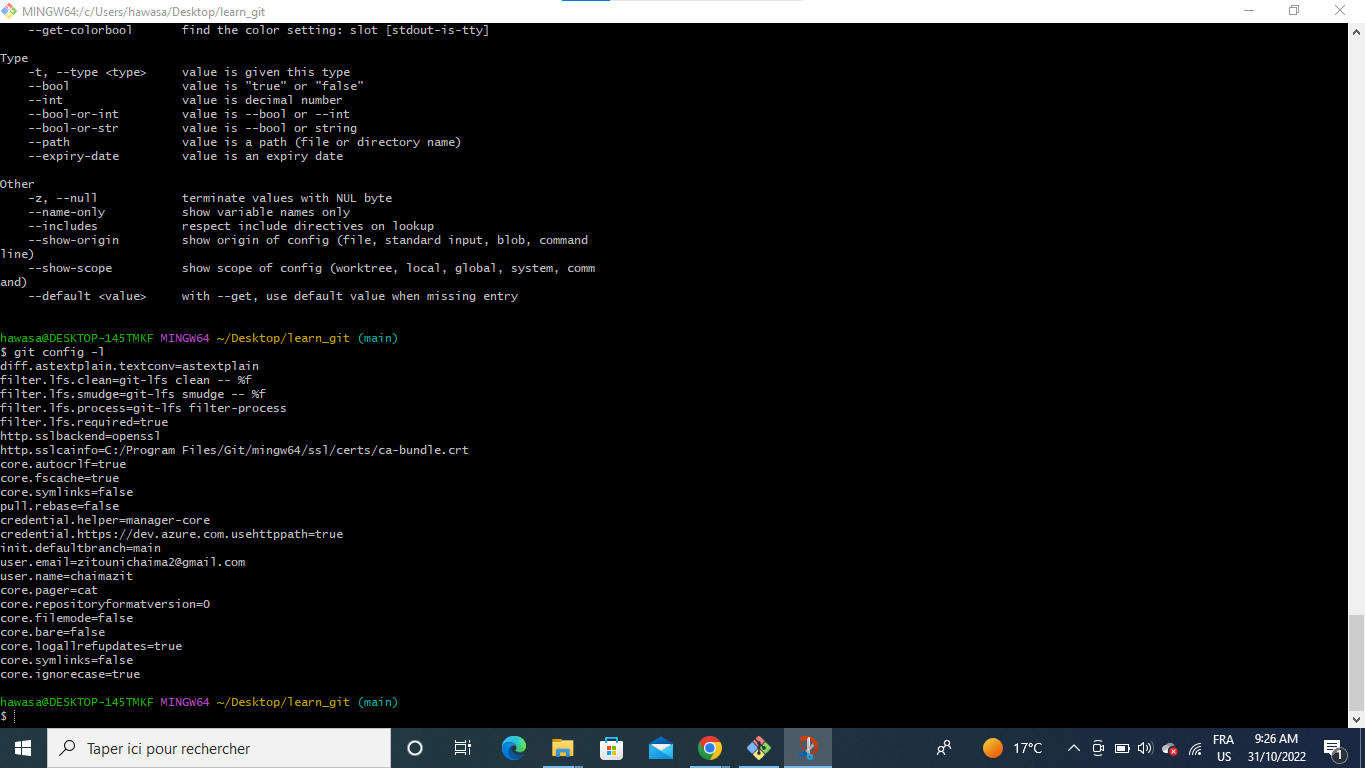 MINGW64:/c/Users/hawasa/Desktop/learn_git
--get-colorbool       find the color setting: slot [stdout-is-tty]
Type
-t, --type <type>     value is given this type
--bool                value is "true" or "false"
--int                 value is decimal number
--bool-or-int         value is --bool or --int
--bool-or-str         value is --bool or string
--path                value is a path (file or directory name)
--expiry-date         value is an expiry date
Other
-z, --null            terminate values with NUL byte
--name-only           show variable names only
--includes            respect include directives on lookup
--show-origin         show origin of config (file, standard input, blob, command
line)
--show-scope          show scope of config (worktree, local, global, system, comm
and)
--default <value>     with --get, use default value when missing entry
hawasa@DESKTOP-145TMKF MINGW64 ~/Desktop/learn_git (main)
$ git config -l
diff.astextplain.textconv=astextplain
filter.lfs.clean=git-lfs clean -- %f
filter.lfs.smudge=git-lfs smudge -- %f
filter.lfs.process=git-lfs filter-process
filter.lfs.required=true
http.sslbackend=openssl
http.sslcainfo=C:/Program Files/Git/mingw64/ssl/certs/ca-bundle.crt
core.autocrlf=true
core.fscache=true
core.symlinks=false
pull.rebase=false
credential.helper=manager-core
credential.https://dev.azure.com.usehttppath=true
init.defaultbranch=main
user.email=zitounichaima2@gmail.com
user.name=chaimazit
core.pager=cat
core.repositoryformatversion=0
core.filemode=false
core.bare=false
core.logallrefupdates=true
core.symlinks=false
core.ignorecase=true
hawasa@DESKTOP-145TMKF MINGW64 ~/Desktop/learn_git (main)
$
Taper ici pour rechercher
17°C
FRA
US
9:26 AM
31/10/2022
1